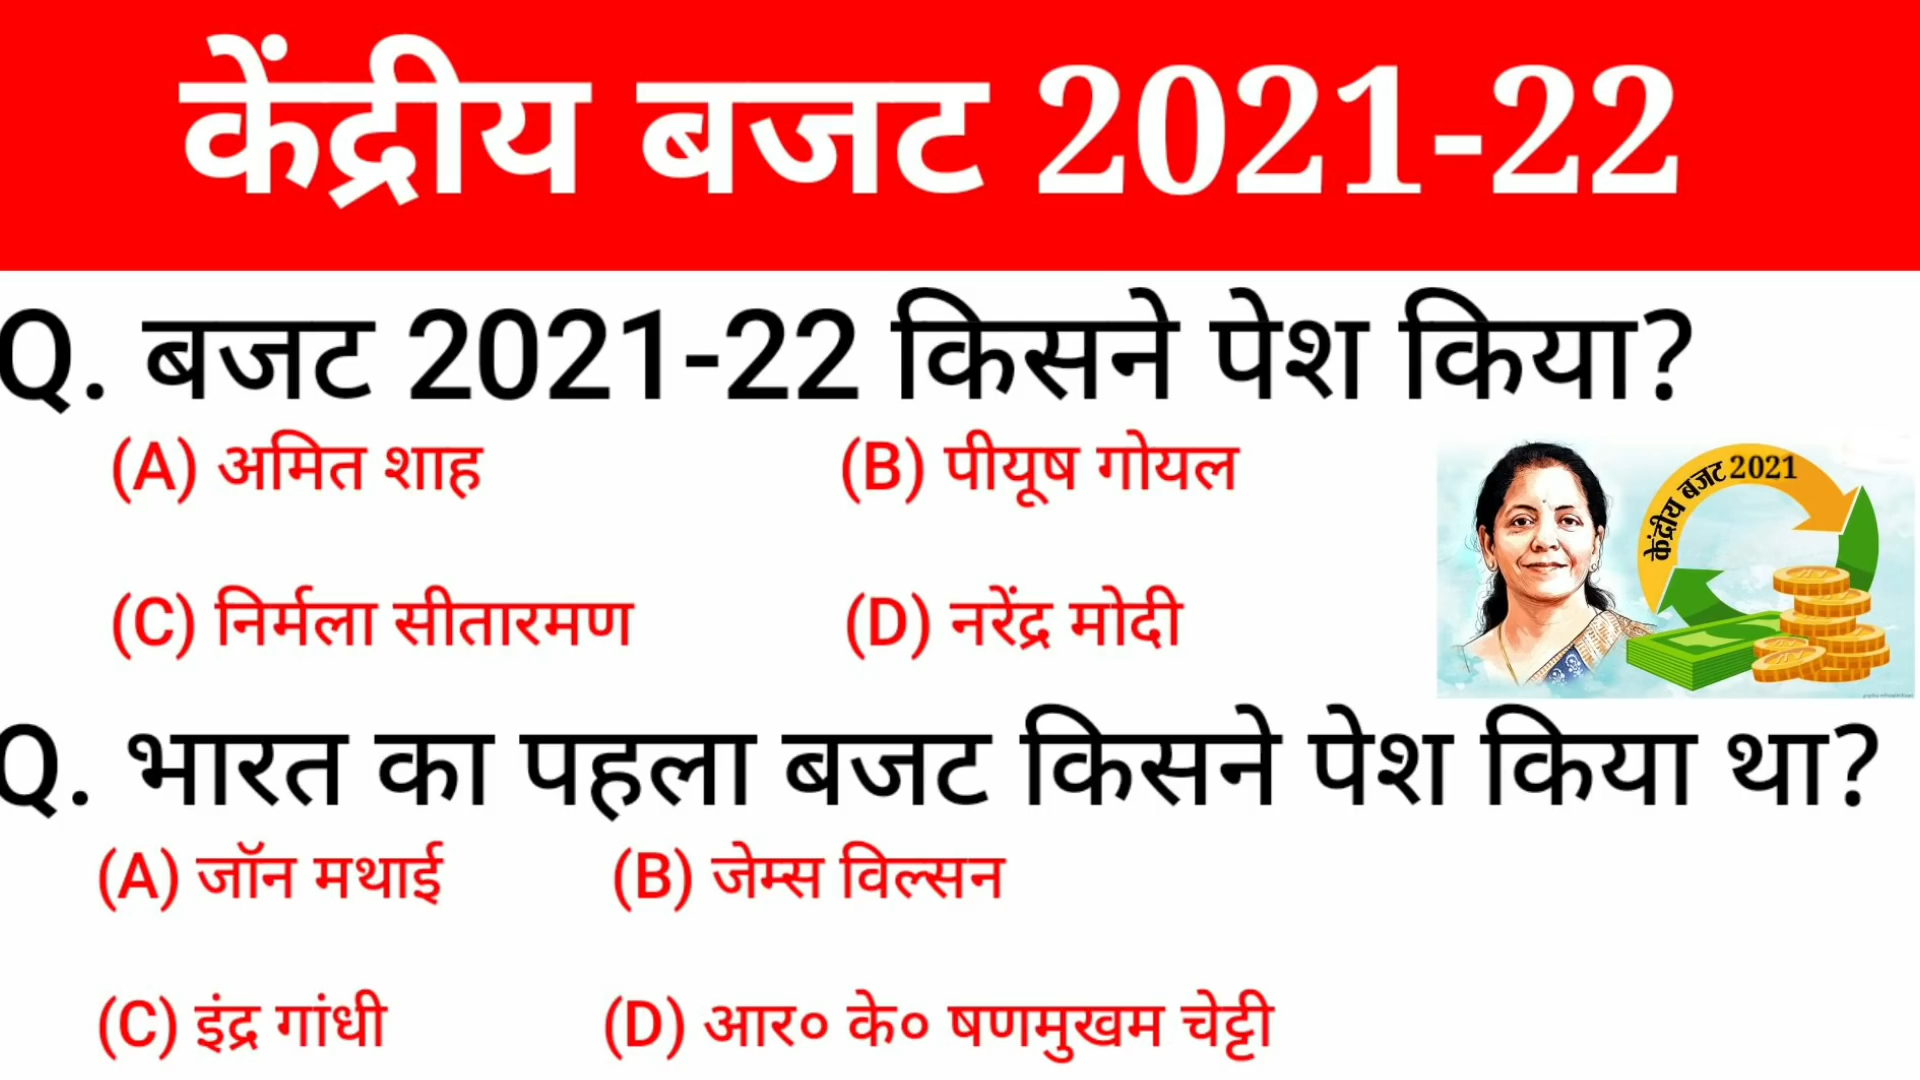 केंद्रीय बजट 2021-22
Q. बजट 2021-22 किसने पेश किया?
(A) अमित शाह (B) पीयूष गोयल
केंद्रीय बजट 2021
(C) निर्मला सीतारमण (D) नरेंद्र मोदी
Q. भारत का पहला बजट किसने पेश किया था?
(A) जॉन मथाई (B) जेम्स विल्सन
(C) इंद्र गांधी (D) आर० के० षणमुखम चेट्टी